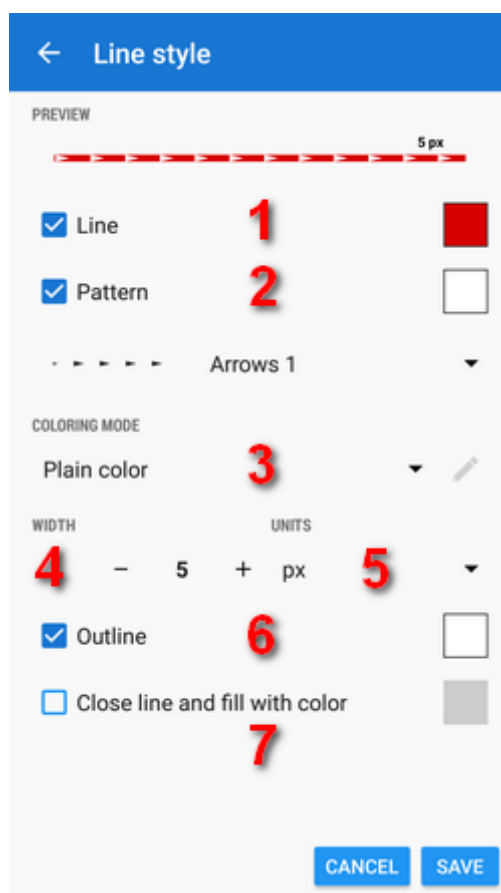 Line style
PREVIEW
5 px
Line 1
Pattern 2
Arrows 1
COLORING MODE
Plain color 3
WIDTH UNITS
4 − 5 + px 5
Outline 6
Close line and fill with color
7
CANCEL SAVE